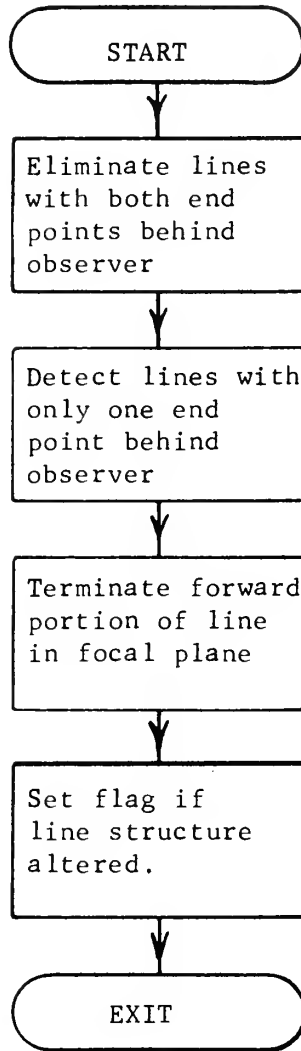 START
Eliminate lines
with both end
points behind
observer
Detect lines with
only one end
point behind
observer
Terminate forward
portion of line
in focal plane
Set flag if
line structure
altered.
EXIT